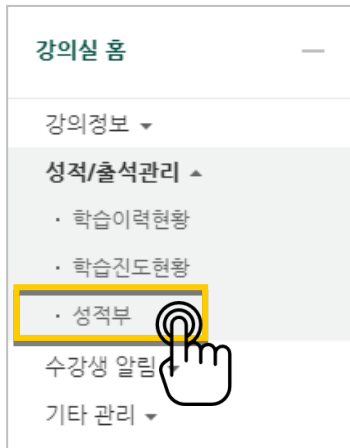 강의실 홈
강의정보
성적/출석관리
· 학습이력현황
· 학습진도현황
· 성적부
수강생 알림
기타 관리